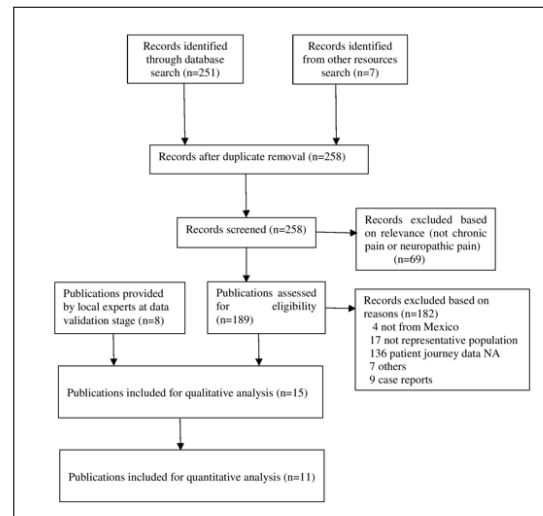 Records identified
through database
search (n=251)
Records identified
from other resources
search (n=7)
Records after duplicate removal (n=258)
Records screened (n=258)
Records excluded based
on relevance (not chronic
pain or neuropathic pain)
(n=69)
Publications provided
by local experts at data
validation stage (n=8)
Publications assessed
for eligibility
(n=189)
Records excluded based on
reasons (n=182)
4 not from Mexico
17 not representative population
136 patient journey data NA
7 others
9 case reports
Publications included for qualitative analysis (n=15)
Publications included for quantitative analysis (n=11)